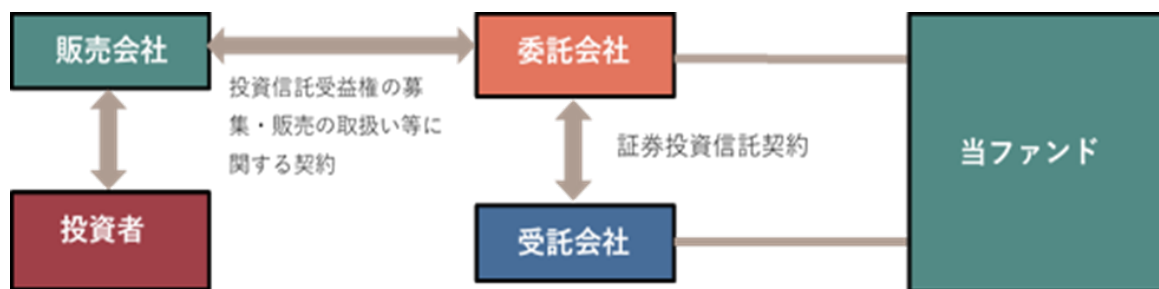 販売会社
委託会社
投資信託受益権の募
集・販売の取扱い等に
関する契約
証券投資信託契約
当ファンド
投資者
受託会社